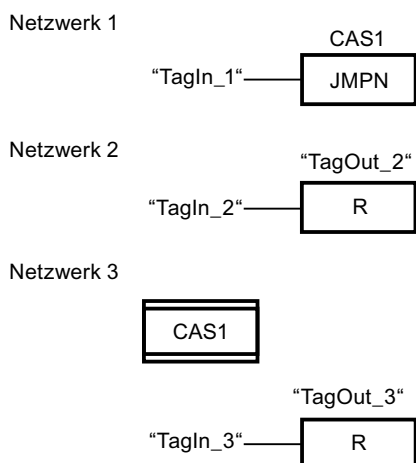 Netzwerk 1
CAS1
“TagIn_1“
JMPN
Netzwerk 2
“TagOut_2“
“TagIn_2“
R
Netzwerk 3
CAS1
“TagOut_3“
“TagIn_3“
R